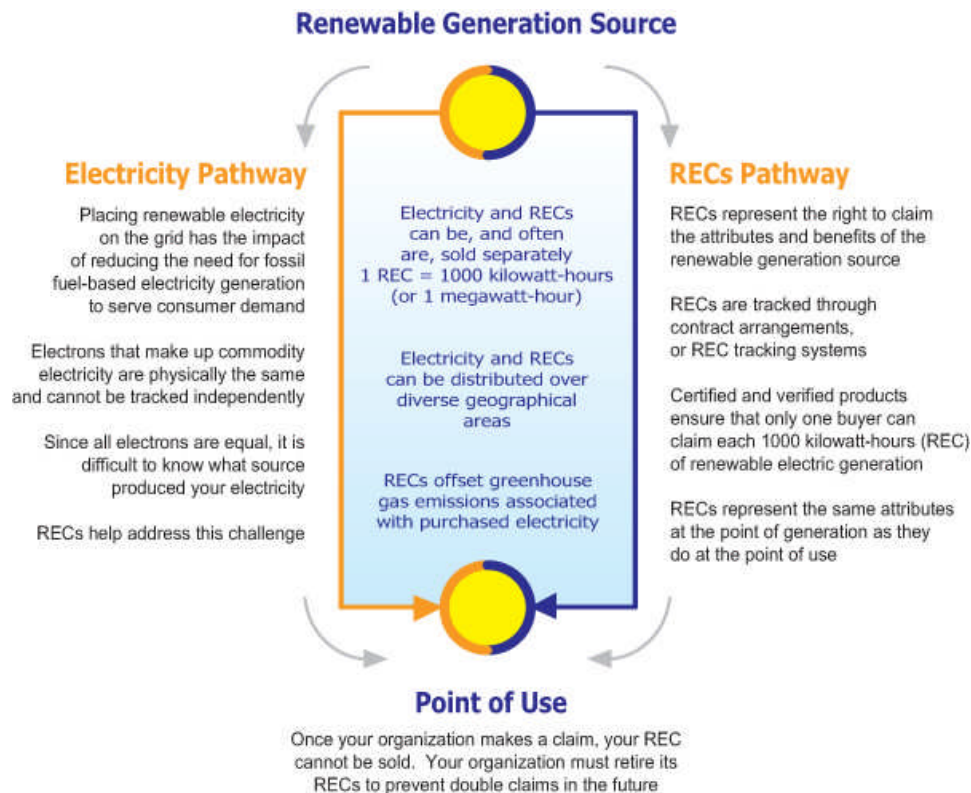 Renewable Generation Source
Electricity Pathway
Placing renewable electricity
on the grid has the impact
of reducing the need for fossil
fuel-based electricity generation
to serve consumer demand
Electrons that make up commodity
electricity are physically the same
and cannot be tracked independently
Since all electrons are equal, it is
difficult to know what source
produced your electricity
RECs help address this challenge
Electricity and RECs
can be, and often
are, sold separately
1 REC = 1000 kilowatt-hours
(or 1 megawatt-hour)
Electricity and RECs
can be distributed over
diverse geographical
areas
RECs offset greenhouse
gas emissions associated
with purchased electricity
RECs Pathway
RECs represent the right to claim
the attributes and benefits of the
renewable generation source
RECs are tracked through
contract arrangements,
or REC tracking systems
Certified and verified products
ensure that only one buyer can
claim each 1000 kilowatt-hours (REC)
of renewable electric generation
RECs represent the same attributes
at the point of generation as they
do at the point of use
Point of Use
Once your organization makes a claim, your REC
cannot be sold. Your organization must retire its
RECs to prevent double claims in the future